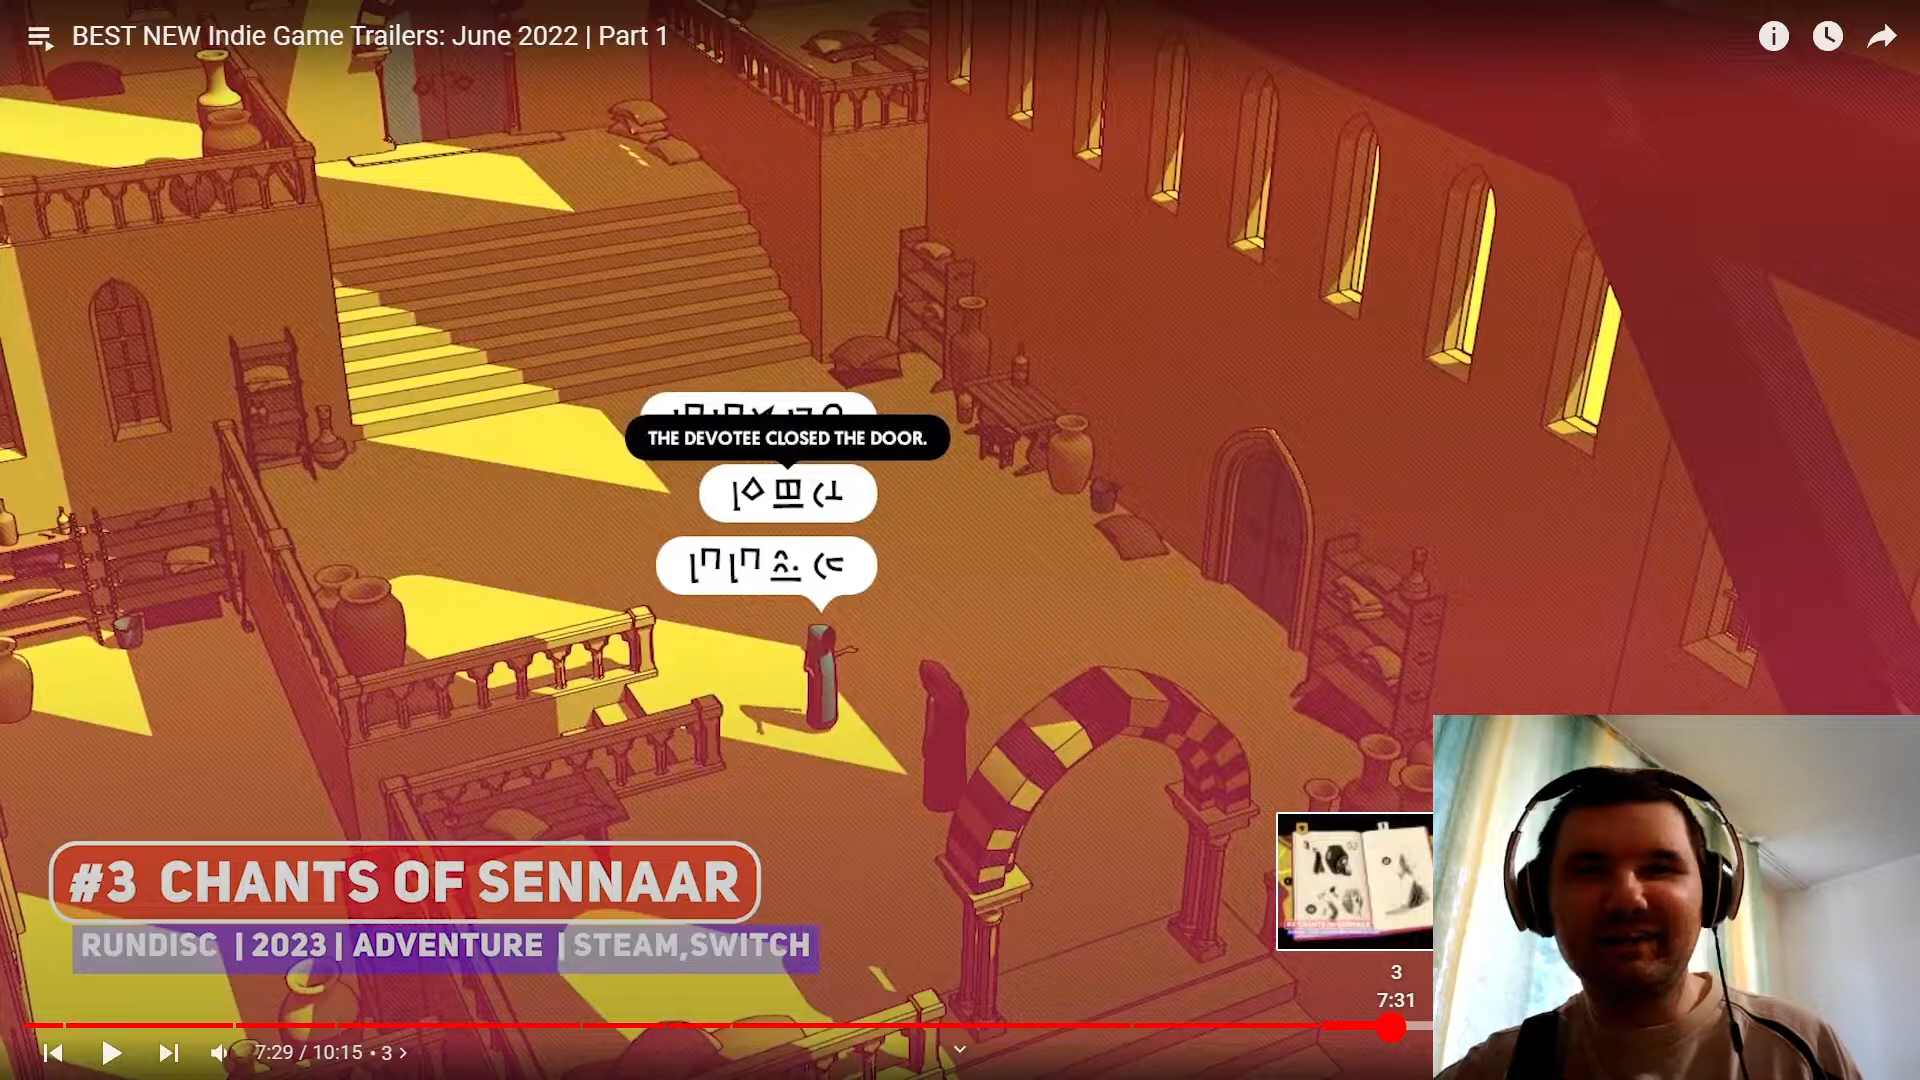 BEST NEW Indie Game Trailers: June 2022 | Part 1
THE DEVOTEE CLOSED THE DOOR.
#3 CHANTS OF SENNAAR
RUNDISC | 2023 | ADVENTURE | STEAM,SWITCH
3
7:31
7:29 / 10:15 • 3